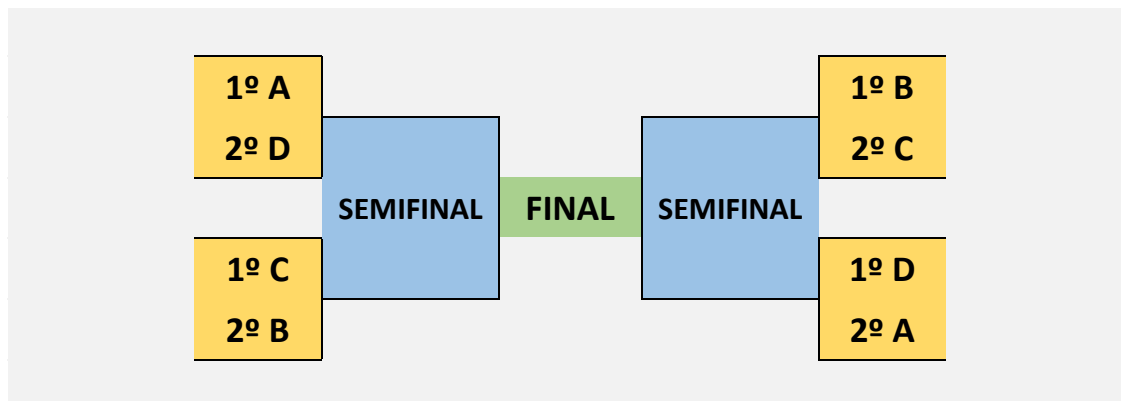 1º A
2º D
1º C
2º B
SEMIFINAL
FINAL
SEMIFINAL
1º B
2º C
1º D
2º A